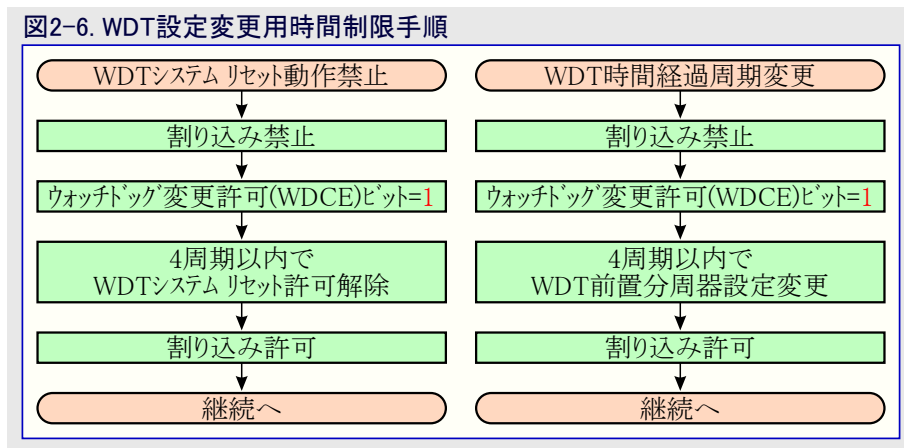 図2-6. WDT設定変更用時間制限手順
WDTｼｽﾃﾑ ﾘｾｯﾄ動作禁止
割り込み禁止
ｳｫｯﾁﾄﾞｯｸﾞ変更許可(WDCE)ﾋﾞｯﾄ=1
4周期以内で
WDTｼｽﾃﾑ ﾘｾｯﾄ許可解除
割り込み許可
継続へ
WDT時間経過周期変更
割り込み禁止
ｳｫｯﾁﾄﾞｯｸﾞ変更許可(WDCE)ﾋﾞｯﾄ=1
4周期以内で
WDT前置分周器設定変更
割り込み許可
継続へ